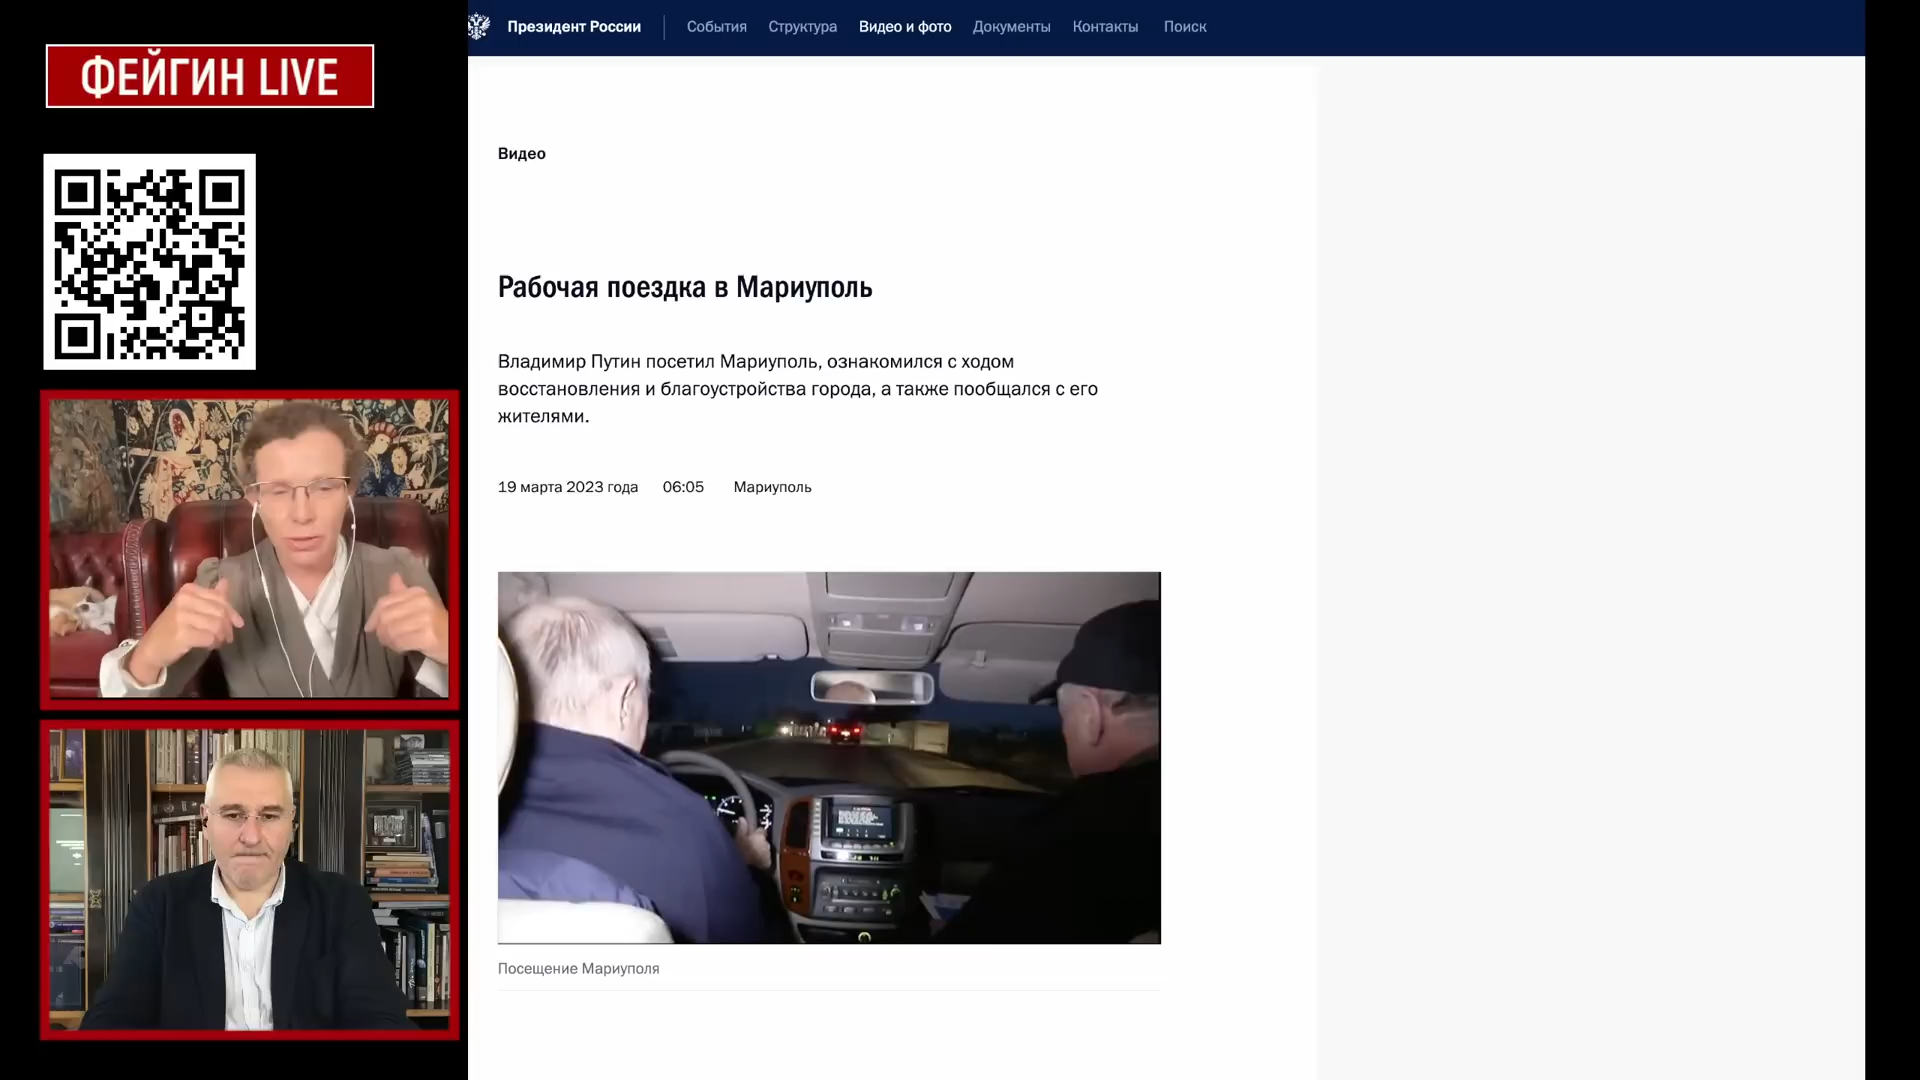 ФЕЙГИН LIVE
Президент России
События
Структура
Видео и фото
Документы
Контакты
Поиск
Видео
Рабочая поездка в Мариуполь
Владимир Путин посетил Мариуполь, ознакомился с ходом
восстановления и благоустройства города, а также пообщался с его
жителями.
19 марта 2023 года
06:05
Мариуполь
Посещение Мариуполя